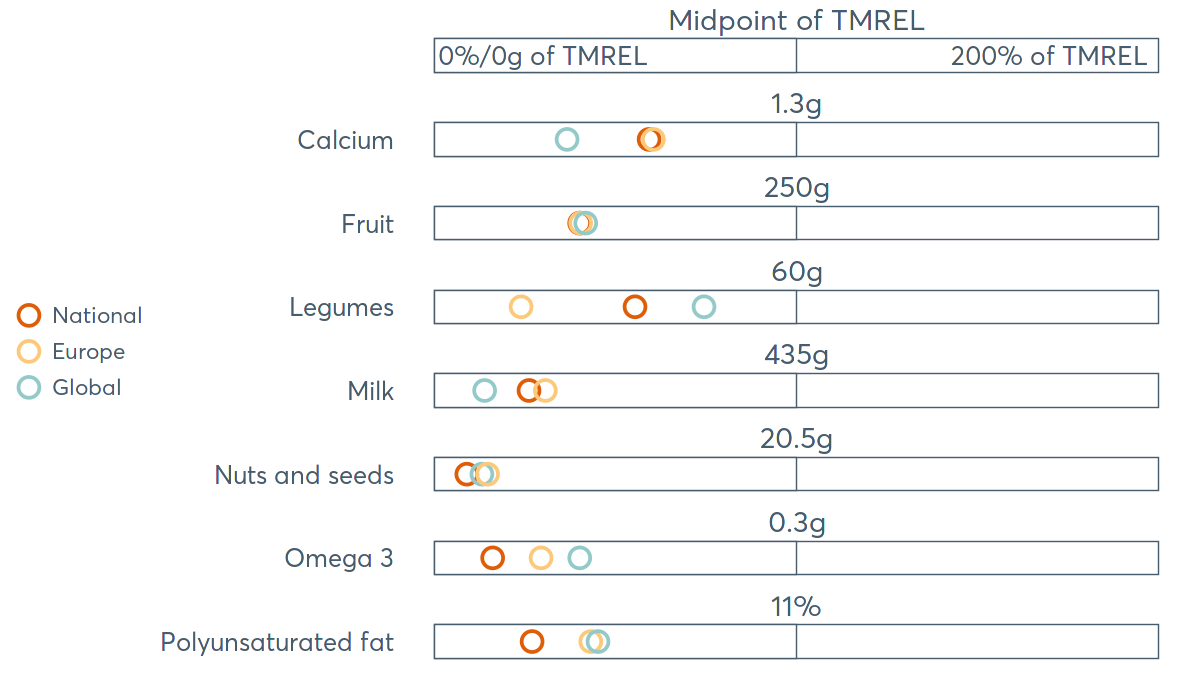 Midpoint of TMREL
0%/0g of TMREL 200% of TMREL
1.3g
Calcium
250g
Fruit
60g
Legumes
435g
Milk
20.5g
Nuts and seeds
0.3g
Omega 3
11%
Polyunsaturated fat
National
Europe
Global